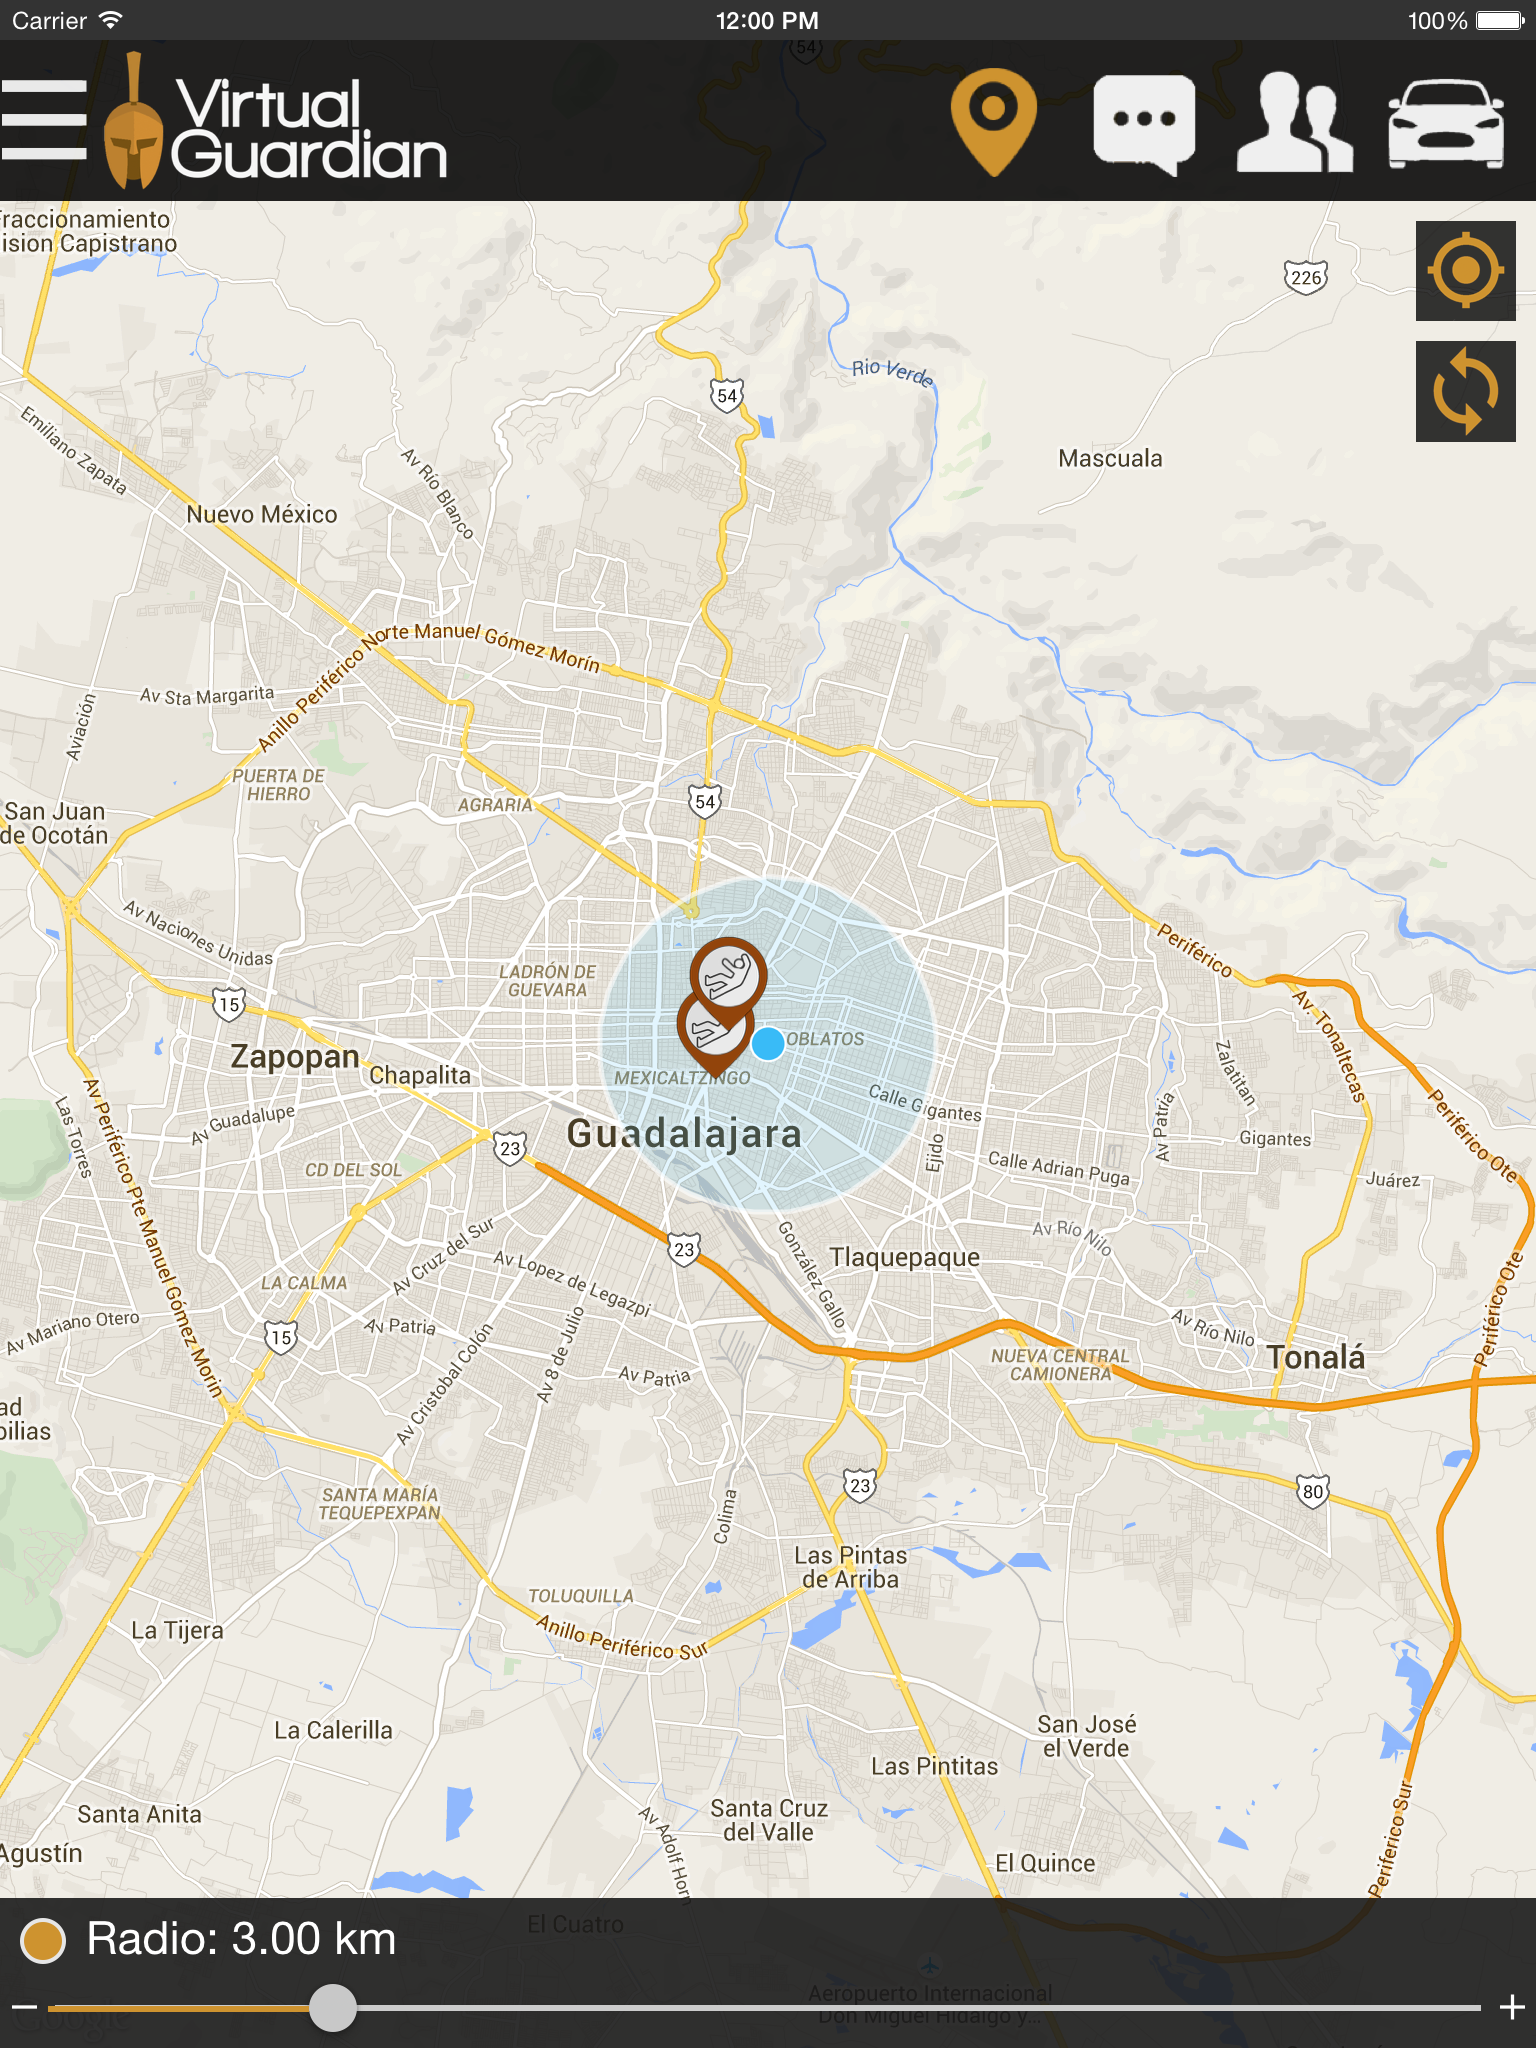 Carrier
12:00 PM
100%
54
Virtual
Guardian
Fraccionamiento
ision Capistrano
226
Rio Verde
54
Emiliano Zapata
Av Río Blanco
Mascuala
Nuevo México
Anillo Periférico Norte Manuel Gómez Morín
Av Sta Margarita
Aviación
PUERTA DE
HIERRO
AGRARIA
54
San Juan
de Ocotán
Av Naciones Unidas
Periférico
LADRÓN DE
GUEVARA
15
Av. Tonaltecas
OBLATOS
Zapopan
Chapalita
MEXICALTZINGO
Zalatitan
Calle Gigantes
Av Patria
Periférico Ote
Las Torres
Av Guadalupe
Av Periférico Pte Manuel Gómez Morin
Guadalajara
23
Ejido
Gigantes
CD DEL SOL
Calle Adrian Puga
Juárez
Av Cruz del Sur
23
González Gallo
Av Río Nilo
Tlaquepaque
Av Lopez de Legazpi
LA CALMA
Periférico Ote
Av Mariano Otero
15
Av Patria
Av Cristobal Colón
Av 8 de Julio
Av Río Nilo
NUEVA CENTRAL
CAMIONERA
Tonalá
Av Patria
ad
pilias
SANTA MARÍA
TEQUEPEXPAN
Colima
23
80
Las Pintas
de Arriba
TOLUQUILLA
Anillo Periférico Sur
La Tijera
La Calerilla
San José
el Verde
Las Pintitas
Santa Anita
Santa Cruz
del Valle
Av Adolf Horn
Periferico Sur
Agustín
El Quince
El Cuatro
Radio: 3.00 km
Aeropuerto Internacional
Don Miguel Hidalgo y...
Google